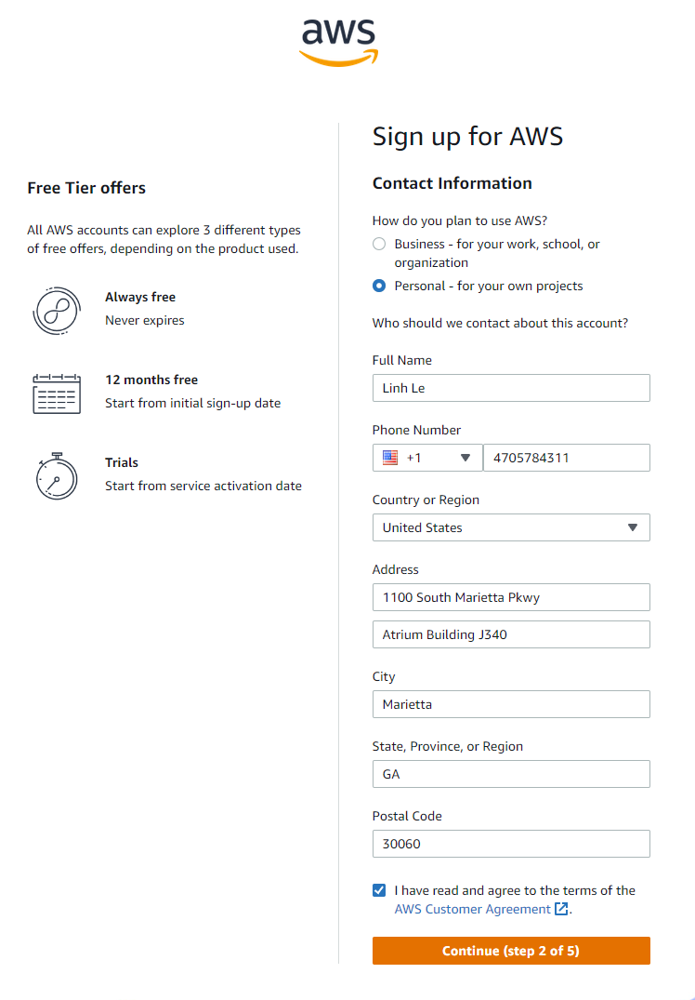 aws
Free Tier offers
All AWS accounts can explore 3 different types
of free offers, depending on the product used.
Always free
Never expires
12 months free
Start from initial sign-up date
Trials
Start from service activation date
Sign up for AWS
Contact Information
How do you plan to use AWS?
Business - for your work, school, or
organization
Personal - for your own projects
Who should we contact about this account?
Full Name
Linh Le
Phone Number
+1 4705784311
Country or Region
United States
Address
1100 South Marietta Pkwy
Atrium Building J340
City
Marietta
State, Province, or Region
GA
Postal Code
30060
I have read and agree to the terms of the
AWS Customer Agreement.
Continue (step 2 of 5)